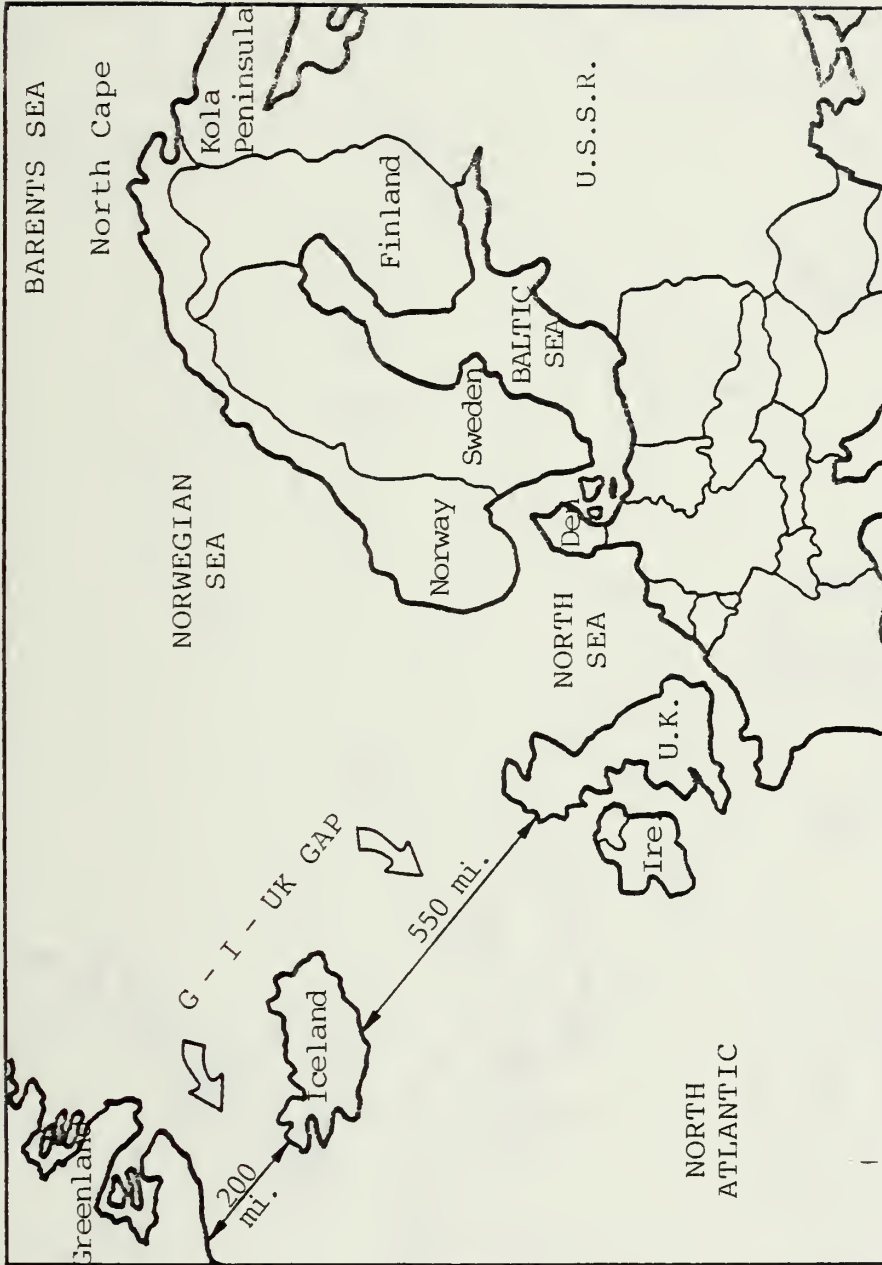 BARENTS SEA
North Cape
Kola
Peninsula
NORWEGIAN
SEA
Finland
U.S.S.R.
Sweden
BALTIC
SEA
Norway
Den
NORTH
SEA
U.K.
Ire
G - I - UK GAP
550 mi.
Greenland
Iceland
200
mi.
NORTH
ATLANTIC